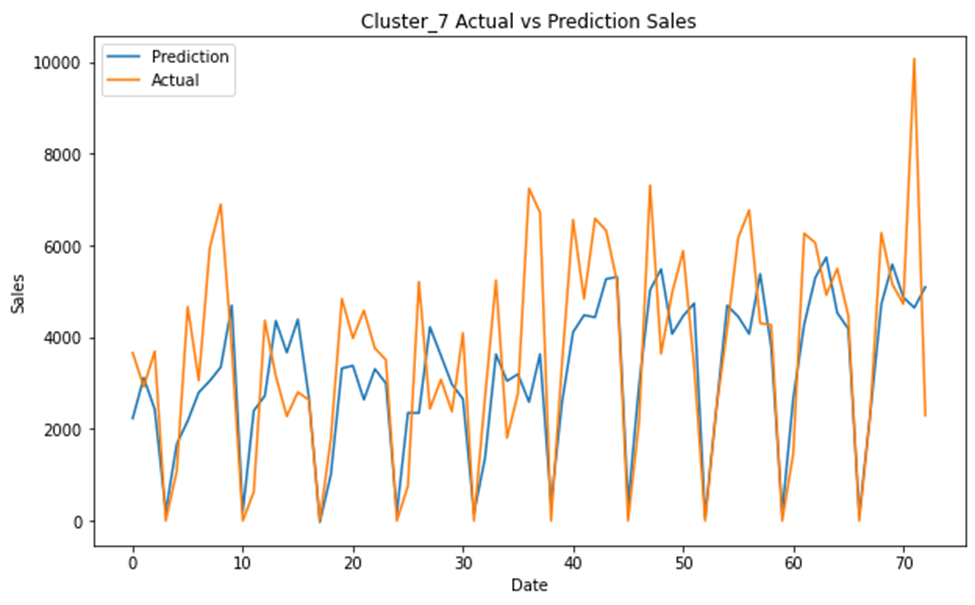 Cluster_7 Actual vs Prediction Sales
Prediction
Actual
10000
8000
6000
4000
2000
0
Sales
0 10 20 30 40 50 60 70
Date